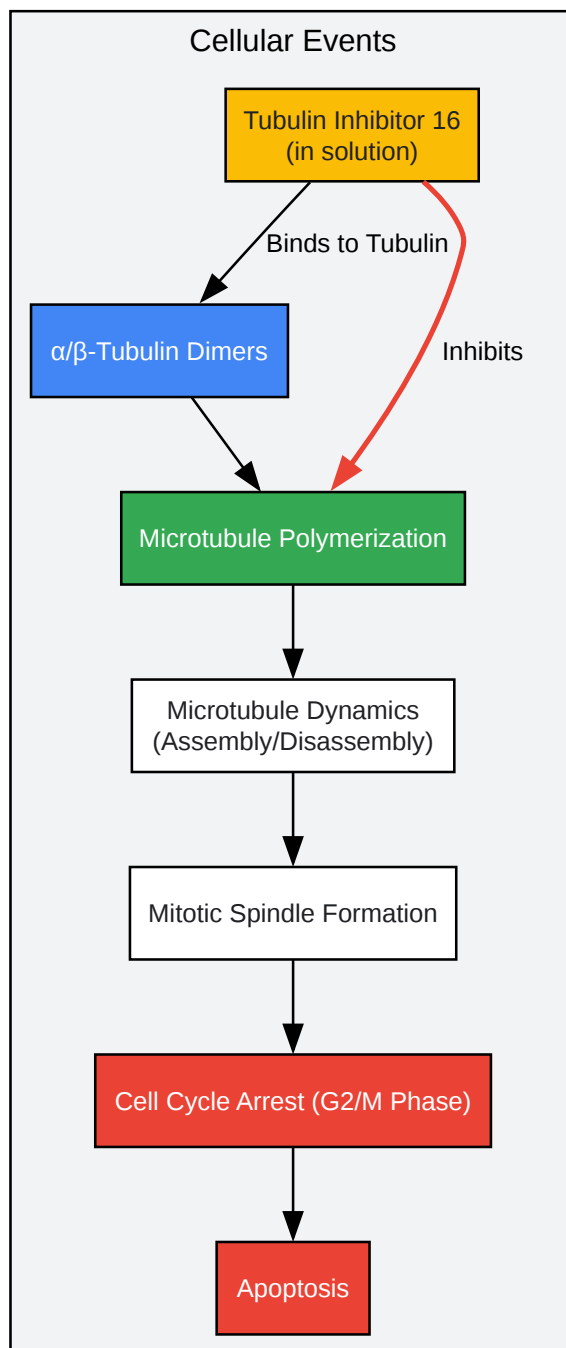 Cellular Events
Tubulin Inhibitor 16
(in solution)
Binds to Tubulin
α/β-Tubulin Dimers
Inhibits
Microtubule Polymerization
Microtubule Dynamics
(Assembly/Disassembly)
Mitotic Spindle Formation
Cell Cycle Arrest (G2/M Phase)
Apoptosis